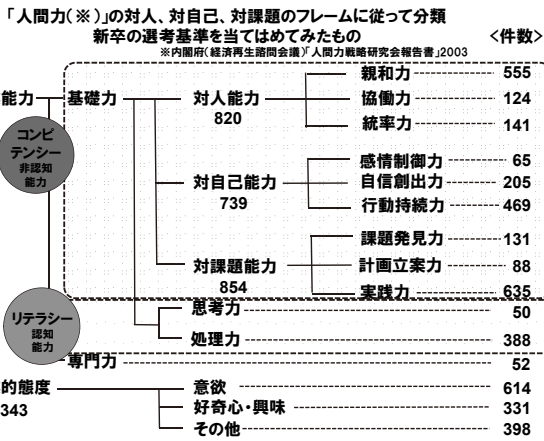 「人間力(※)」の対人、対自己、対課題のフレームに従って分類
新卒の選考基準を当てはめてみたもの <件数>
※内閣府(経済再生諮問会議)「人間力戦略研究会報告書」2003
能力 基礎力 対人能力 親和力 555
820 協働力 124
統率力 141
コンピ
テンシー
非認知
能力
対自己能力 感情制御力 65
739 自信創出力 205
行動持続力 469
対課題能力 課題発見力 131
854 計画立案力 88
実践力 635
リテラシー
認知
能力
思考力 50
処理力 388
専門力 52
的態度 意欲 614
343 好奇心・興味 331
その他 398